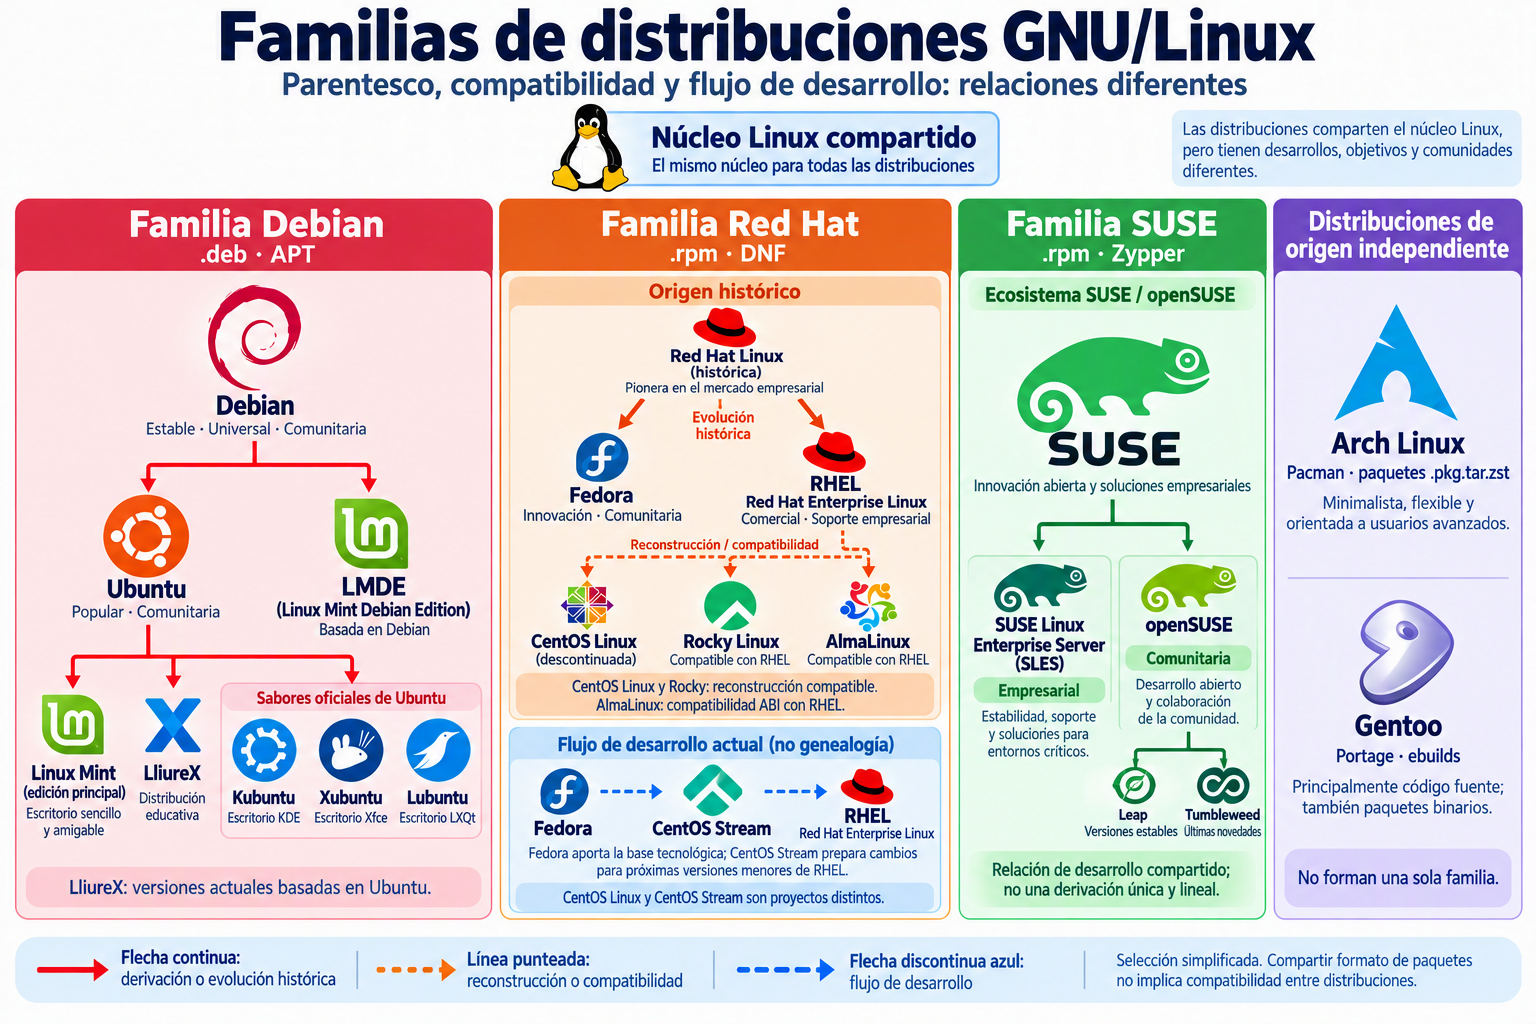 Familias de distribuciones GNU/Linux
Parentesco, compatibilidad y flujo de desarrollo: relaciones diferentes
Núcleo Linux compartido
El mismo núcleo para todas las distribuciones
Las distribuciones comparten el núcleo Linux,
pero tienen desarrollos, objetivos y comunidades
diferentes.
Familia Debian
.deb · APT
Debian
Estable · Universal · Comunitaria
Ubuntu
Popular · Comunitaria
LMDE
(Linux Mint Debian Edition)
Basada en Debian
Linux Mint
(edición principal)
Escritorio sencillo
y amigable
LliureX
Distribución
educativa
Sabores oficiales de Ubuntu
Kubuntu
Escritorio KDE
Xubuntu
Escritorio Xfce
Lubuntu
Escritorio LXQt
LliureX: versiones actuales basadas en Ubuntu.
Familia Red Hat
.rpm · DNF
Origen histórico
Red Hat Linux
(histórica)
Pionera en el mercado empresarial
Evolución
histórica
Fedora
Innovación · Comunitaria
RHEL
Red Hat Enterprise Linux
Comercial · Soporte empresarial
Reconstrucción / compatibilidad
CentOS Linux
(descontinuada)
Rocky Linux
Compatible con RHEL
AlmaLinux
Compatible con RHEL
CentOS Linux y Rocky: reconstrucción compatible.
AlmaLinux: compatibilidad ABI con RHEL.
Flujo de desarrollo actual (no genealogía)
Fedora
CentOS Stream
RHEL
Red Hat Enterprise Linux
Fedora aporta la base tecnológica; CentOS Stream prepara cambios
para próximas versiones menores de RHEL.
CentOS Linux y CentOS Stream son proyectos distintos.
Familia SUSE
.rpm · Zypper
Ecosistema SUSE / openSUSE
SUSE
Innovación abierta y soluciones empresariales
SUSE Linux
Enterprise Server
(SLES)
Empresarial
Estabilidad, soporte
y soluciories para
entornos críticos.
openSUSE
Comunitaria
Desarrollo abierto
y colaboración
de la comunidad.
Leap
Versiones estables
Tumbleweed
Últimas novedades
Relación de desarrollo compartido;
no una derivación única y lineal.
Distribuciones de
origen independiente
Arch Linux
Pacman · paquetes .pkg.tar.zst
Minimalista, flexible y
orientada a usuarios avanzados.
Gentoo
Portage · ebuilds
Principalmente código fuente;
también paquetes binarios.
No forman una sola familia.
Flecha continua:
derivación o evolución histórica
Línea punteada:
reconstrucción o compatibilidad
Flecha discontinua azul:
flujo de desarrollo
Selección simplificada. Compartir formato de paquetes
no implica compatibilidad entre distribuciones.